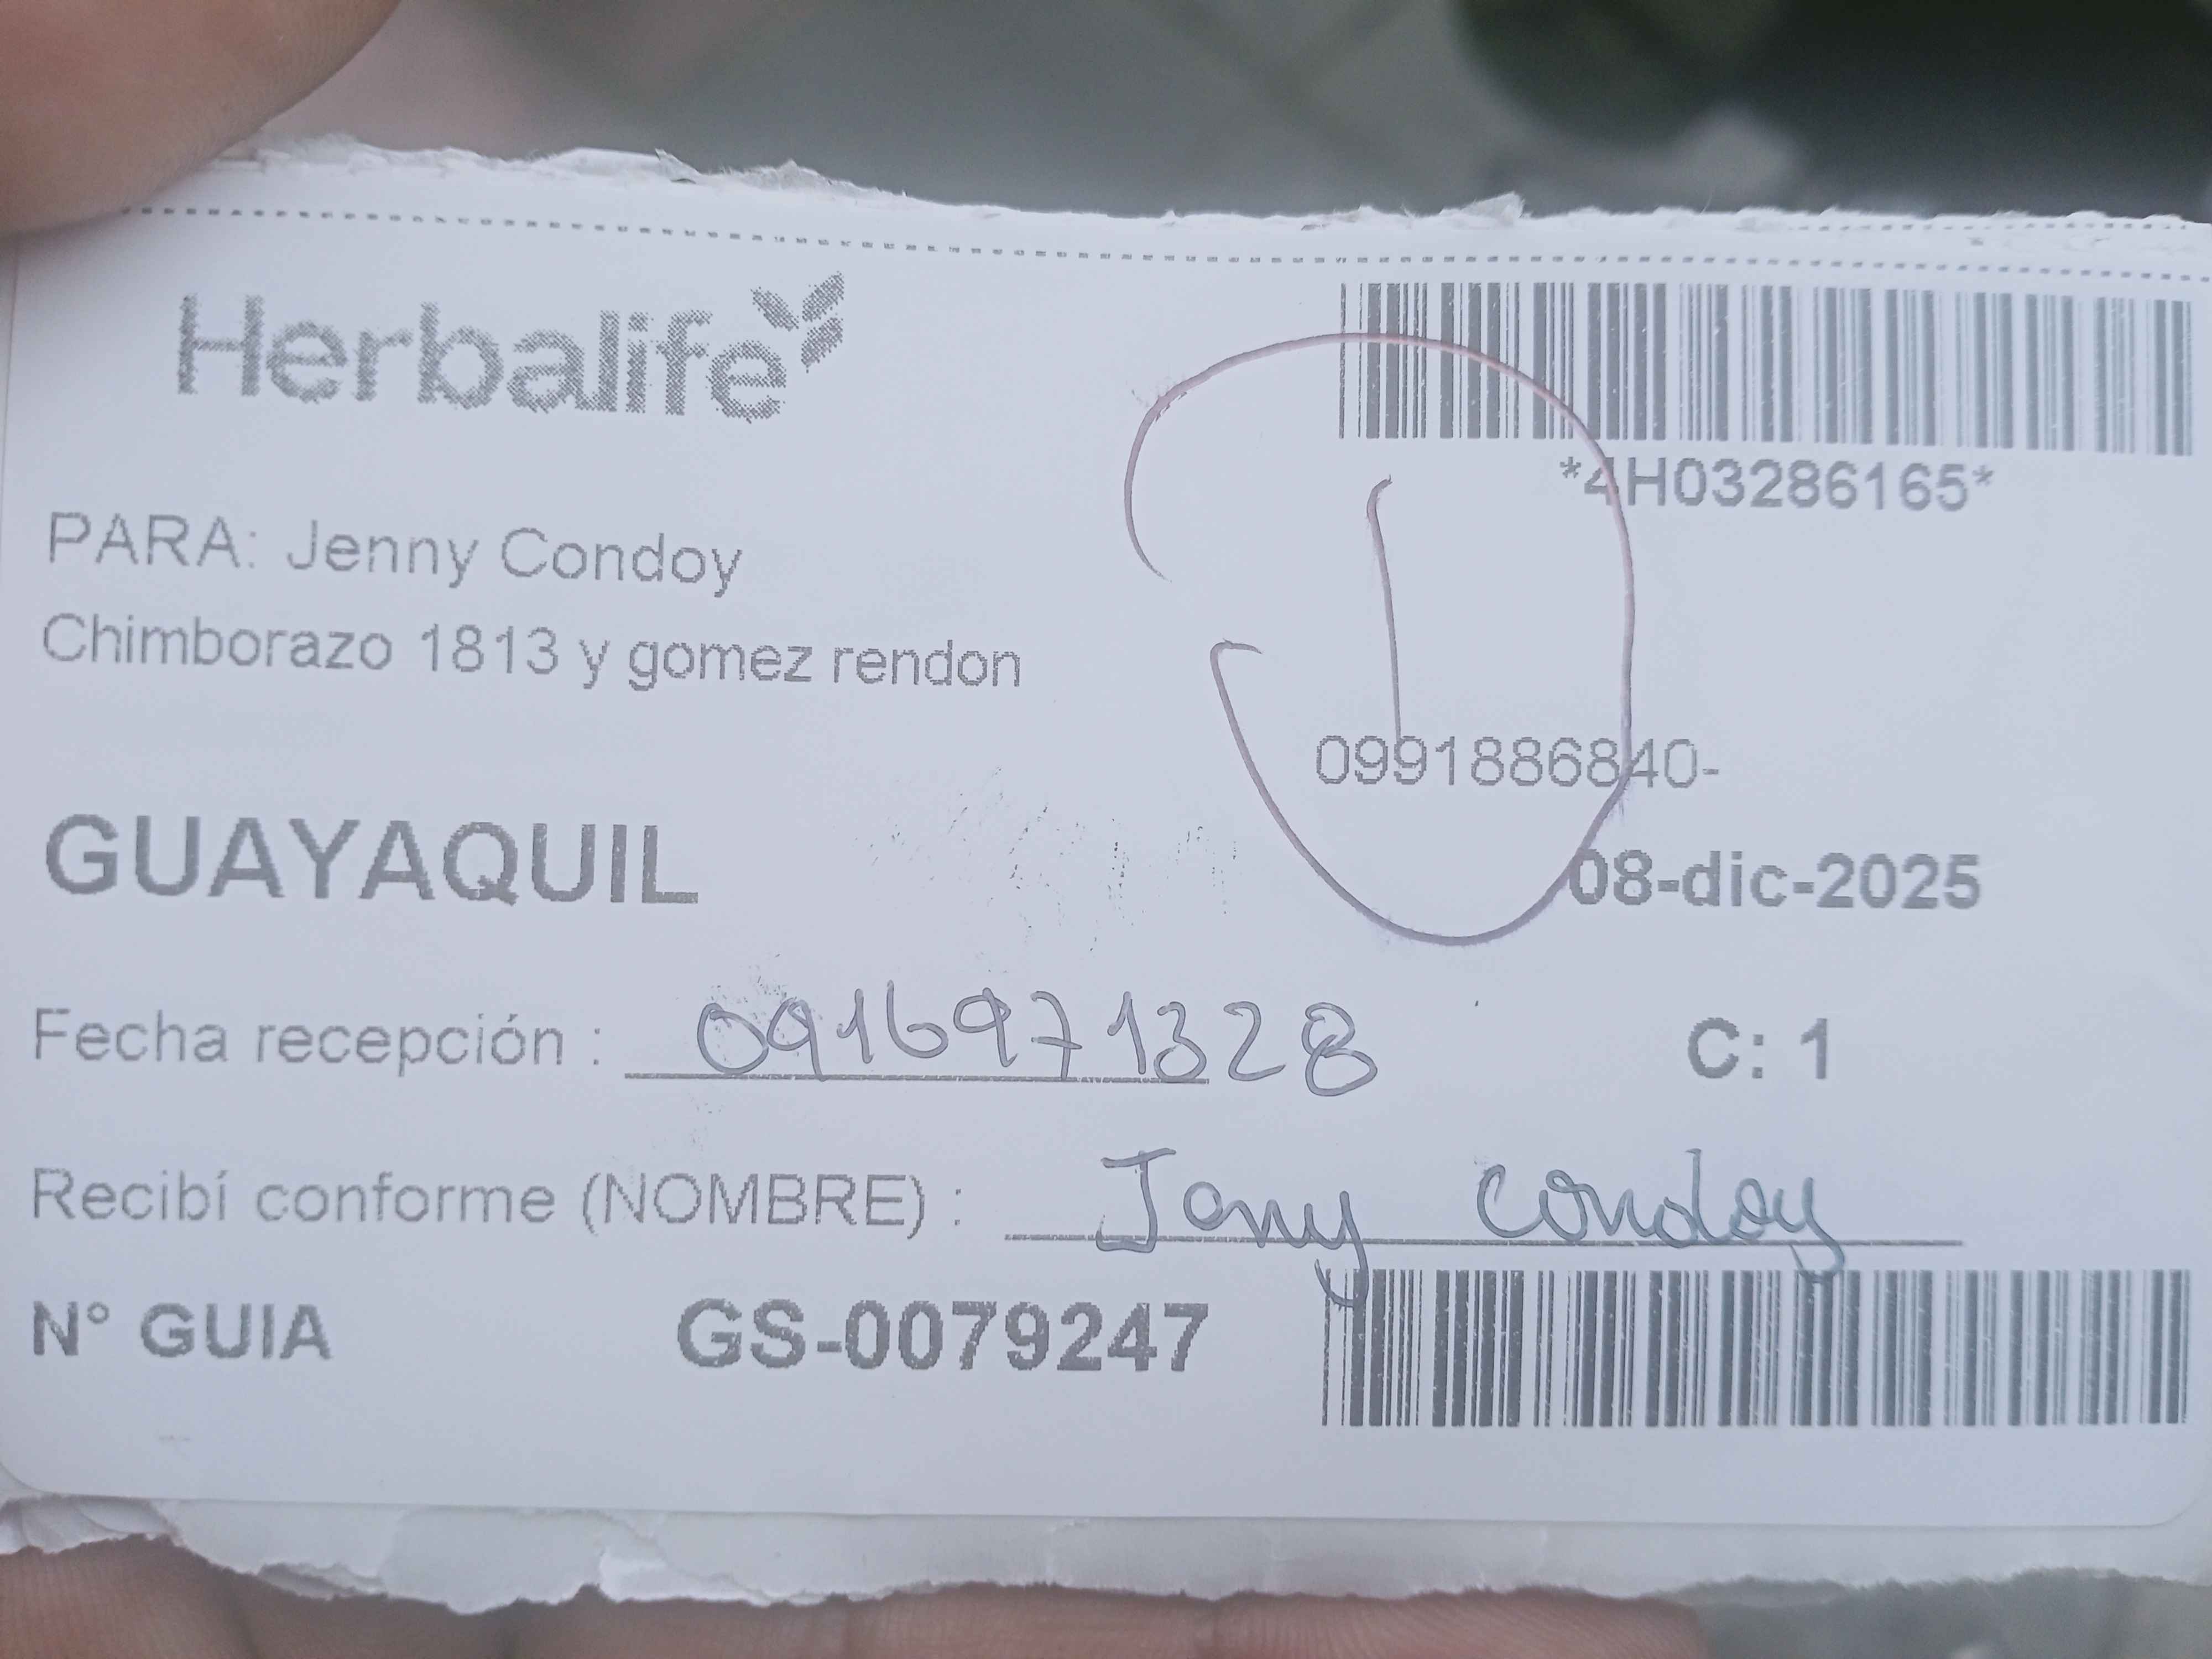 Herbalife
*4H03286165*
PARA: Jenny Condoy
Chimborazo 1813 y gomez rendon
0991886840-
GUAYAQUIL
08-dic-2025
Fecha recepción : 0916971328
C: 1
Recibí conforme (NOMBRE) : Jenny Condoy
N° GUIA GS-0079247